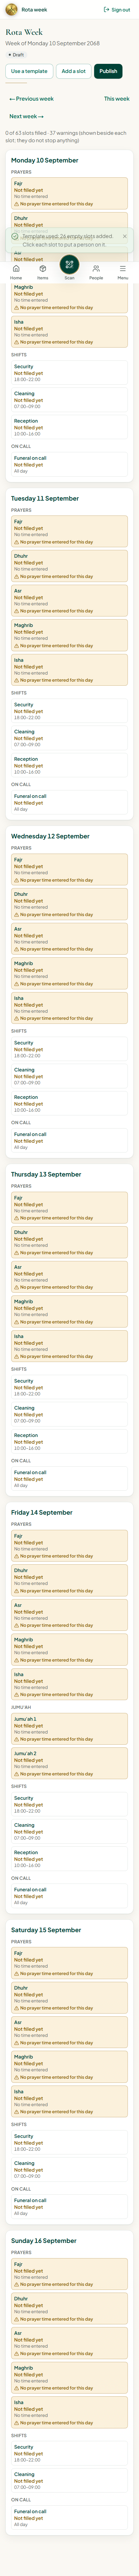 Rota week
Sign out
Rota Week
Week of Monday 10 September 2068
Draft
Use a template
Add a slot
Publish
← Previous week
This week
Next week →
0 of 63 slots filled · 37 warnings (shown beside each slot; they do not stop anything)
Monday 10 September
PRAYERS
Fajr
Not filled yet
No time entered
No prayer time entered for this day
Dhuhr
Not filled yet
Template used: 26 empty slots added.
Click each slot to put a person on it.
Asr
Home
Items
Scan
People
Menu
Maghrib
Not filled yet
No time entered
No prayer time entered for this day
Isha
Not filled yet
No time entered
No prayer time entered for this day
SHIFTS
Security
Not filled yet
18:00–22:00
Cleaning
Not filled yet
07:00–09:00
Reception
Not filled yet
10:00–16:00
ON CALL
Funeral on call
Not filled yet
All day
Tuesday 11 September
PRAYERS
Fajr
Not filled yet
No time entered
No prayer time entered for this day
Dhuhr
Not filled yet
No time entered
No prayer time entered for this day
Asr
Not filled yet
No time entered
No prayer time entered for this day
Maghrib
Not filled yet
No time entered
No prayer time entered for this day
Isha
Not filled yet
No time entered
No prayer time entered for this day
SHIFTS
Security
Not filled yet
18:00–22:00
Cleaning
Not filled yet
07:00–09:00
Reception
Not filled yet
10:00–16:00
ON CALL
Funeral on call
Not filled yet
All day
Wednesday 12 September
PRAYERS
Fajr
Not filled yet
No time entered
No prayer time entered for this day
Dhuhr
Not filled yet
No time entered
No prayer time entered for this day
Asr
Not filled yet
No time entered
No prayer time entered for this day
Maghrib
Not filled yet
No time entered
No prayer time entered for this day
Isha
Not filled yet
No time entered
No prayer time entered for this day
SHIFTS
Security
Not filled yet
18:00–22:00
Cleaning
Not filled yet
07:00–09:00
Reception
Not filled yet
10:00–16:00
ON CALL
Funeral on call
Not filled yet
All day
Thursday 13 September
PRAYERS
Fajr
Not filled yet
No time entered
No prayer time entered for this day
Dhuhr
Not filled yet
No time entered
No prayer time entered for this day
Asr
Not filled yet
No time entered
No prayer time entered for this day
Maghrib
Not filled yet
No time entered
No prayer time entered for this day
Isha
Not filled yet
No time entered
No prayer time entered for this day
SHIFTS
Security
Not filled yet
18:00–22:00
Cleaning
Not filled yet
07:00–09:00
Reception
Not filled yet
10:00–16:00
ON CALL
Funeral on call
Not filled yet
All day
Friday 14 September
PRAYERS
Fajr
Not filled yet
No time entered
No prayer time entered for this day
Dhuhr
Not filled yet
No time entered
No prayer time entered for this day
Asr
Not filled yet
No time entered
No prayer time entered for this day
Maghrib
Not filled yet
No time entered
No prayer time entered for this day
Isha
Not filled yet
No time entered
No prayer time entered for this day
JUMU'AH
Jumu'ah 1
Not filled yet
No time entered
No prayer time entered for this day
Jumu'ah 2
Not filled yet
No time entered
No prayer time entered for this day
SHIFTS
Security
Not filled yet
18:00–22:00
Cleaning
Not filled yet
07:00–09:00
Reception
Not filled yet
10:00–16:00
ON CALL
Funeral on call
Not filled yet
All day
Saturday 15 September
PRAYERS
Fajr
Not filled yet
No time entered
No prayer time entered for this day
Dhuhr
Not filled yet
No time entered
No prayer time entered for this day
Asr
Not filled yet
No time entered
No prayer time entered for this day
Maghrib
Not filled yet
No time entered
No prayer time entered for this day
Isha
Not filled yet
No time entered
No prayer time entered for this day
SHIFTS
Security
Not filled yet
18:00–22:00
Cleaning
Not filled yet
07:00–09:00
ON CALL
Funeral on call
Not filled yet
All day
Sunday 16 September
PRAYERS
Fajr
Not filled yet
No time entered
No prayer time entered for this day
Dhuhr
Not filled yet
No time entered
No prayer time entered for this day
Asr
Not filled yet
No time entered
No prayer time entered for this day
Maghrib
Not filled yet
No time entered
No prayer time entered for this day
Isha
Not filled yet
No time entered
No prayer time entered for this day
SHIFTS
Security
Not filled yet
18:00–22:00
Cleaning
Not filled yet
07:00–09:00
ON CALL
Funeral on call
Not filled yet
All day